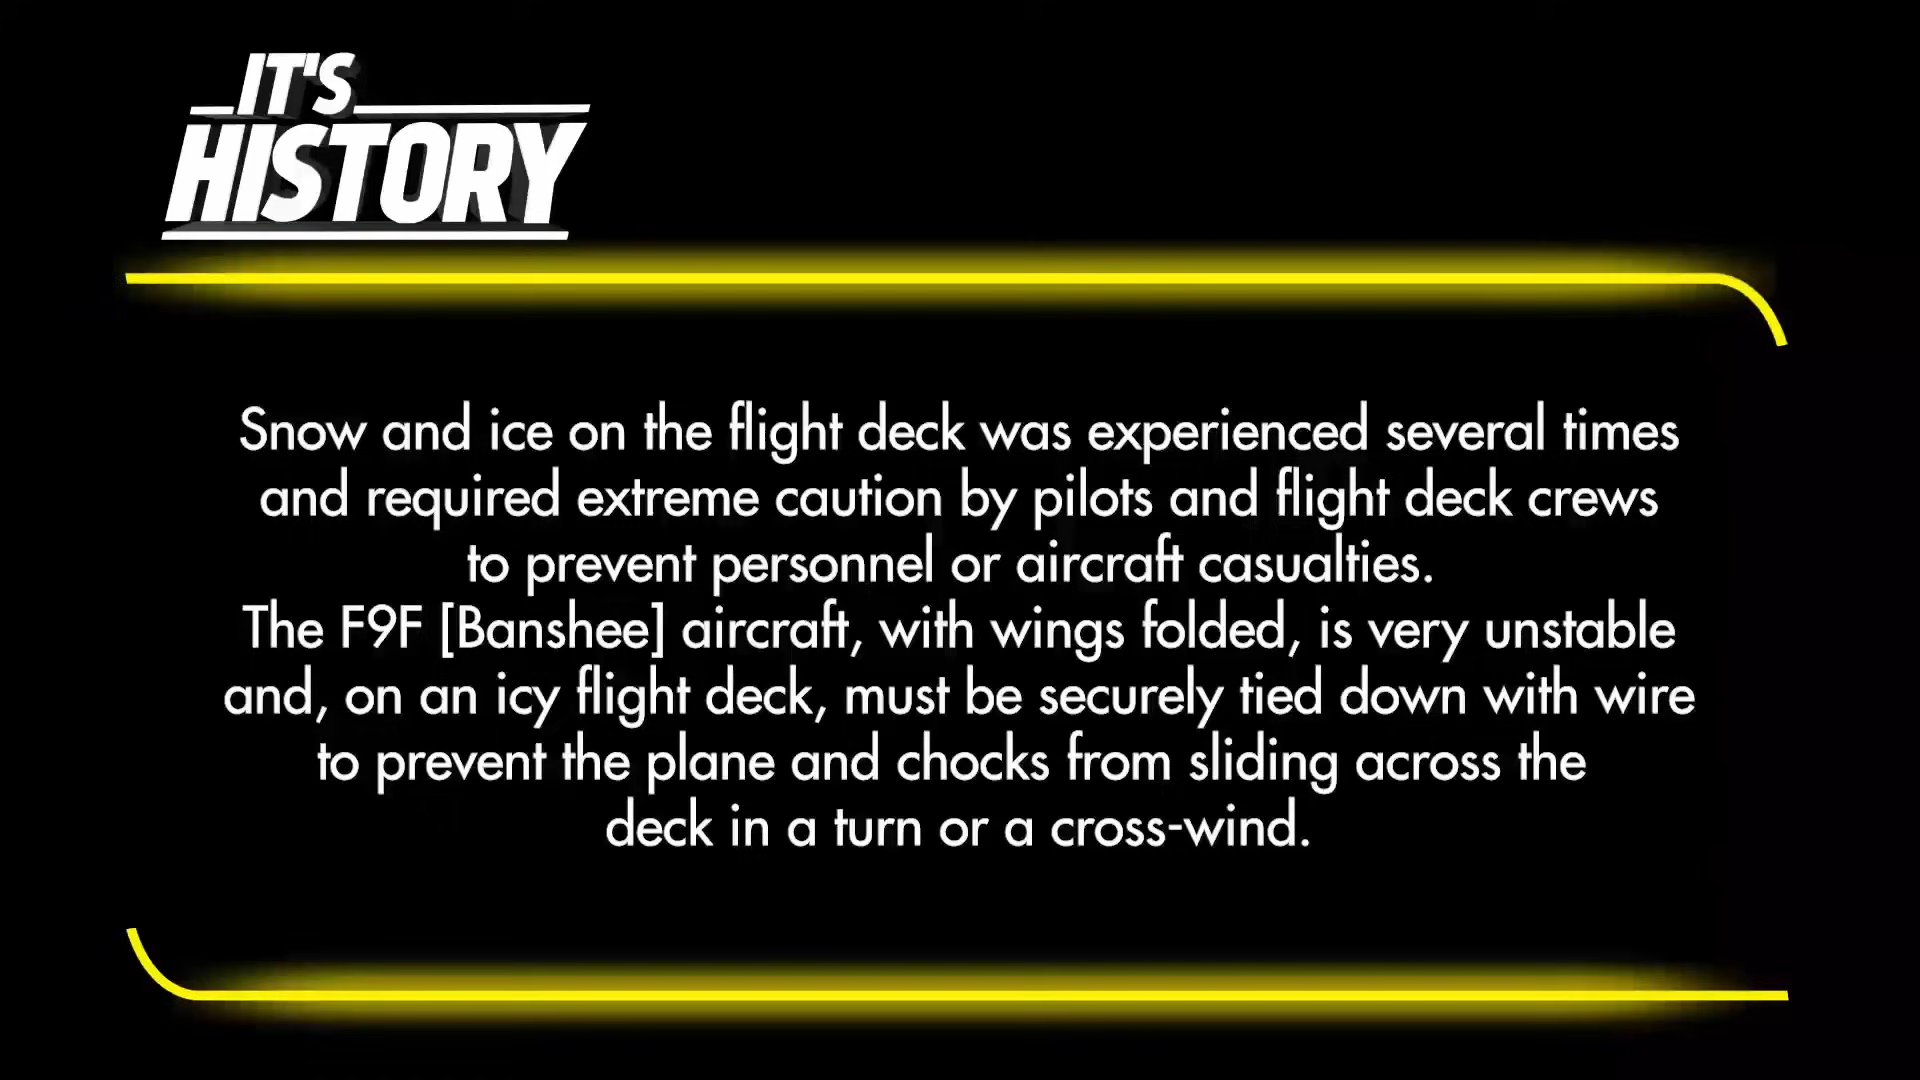 IT'S
HISTORY
Snow and ice on the flight deck was experienced several times
and required extreme caution by pilots and flight deck crews
to prevent personnel or aircraft casualties.
The F9F [Banshee] aircraft, with wings folded, is very unstable
and, on an icy flight deck, must be securely tied down with wire
to prevent the plane and chocks from sliding across the
deck in a turn or a cross-wind.